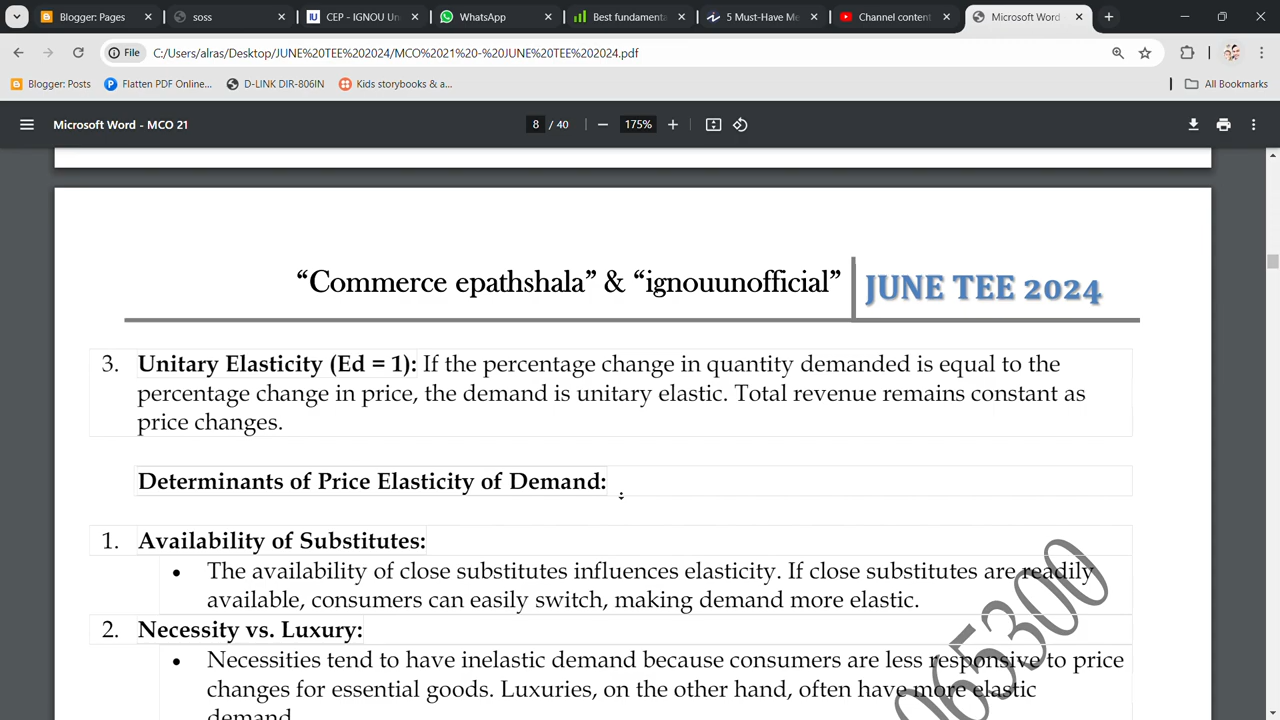 Blogger: Pages
soss
CEP - IGNOU Un
WhatsApp
Best fundamenta
5 Must-Have Me
Channel content
Microsoft Word
File
C:/Users/alras/Desktop/JUNE%20TEE%202024/MCO%2021%20-%20JUNE%20TEE%202024.pdf
Blogger: Posts
Flatten PDF Online...
D-LINK DIR-806IN
Kids storybooks & a...
All Bookmarks
Microsoft Word - MCO 21
8 / 40
175%
“Commerce epathshala” & “ignouunofficial”
JUNE TEE 2024
3. Unitary Elasticity (Ed = 1): If the percentage change in quantity demanded is equal to the
percentage change in price, the demand is unitary elastic. Total revenue remains constant as
price changes.
Determinants of Price Elasticity of Demand:
1. Availability of Substitutes:
• The availability of close substitutes influences elasticity. If close substitutes are readily
available, consumers can easily switch, making demand more elastic.
2. Necessity vs. Luxury:
• Necessities tend to have inelastic demand because consumers are less responsive to price
changes for essential goods. Luxuries, on the other hand, often have more elastic
demand